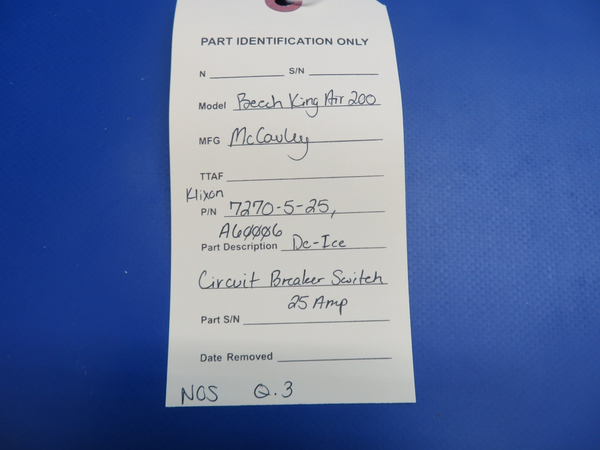 PART IDENTIFICATION ONLY
N S/N
Model Beech King Air 200
MFG McCauley
TTAF
Klixon
P/N 7270-5-25,
A60006
Part Description De-Ice
Circuit Breaker Switch
25 Amp
Part S/N
Date Removed
NOS Q.3